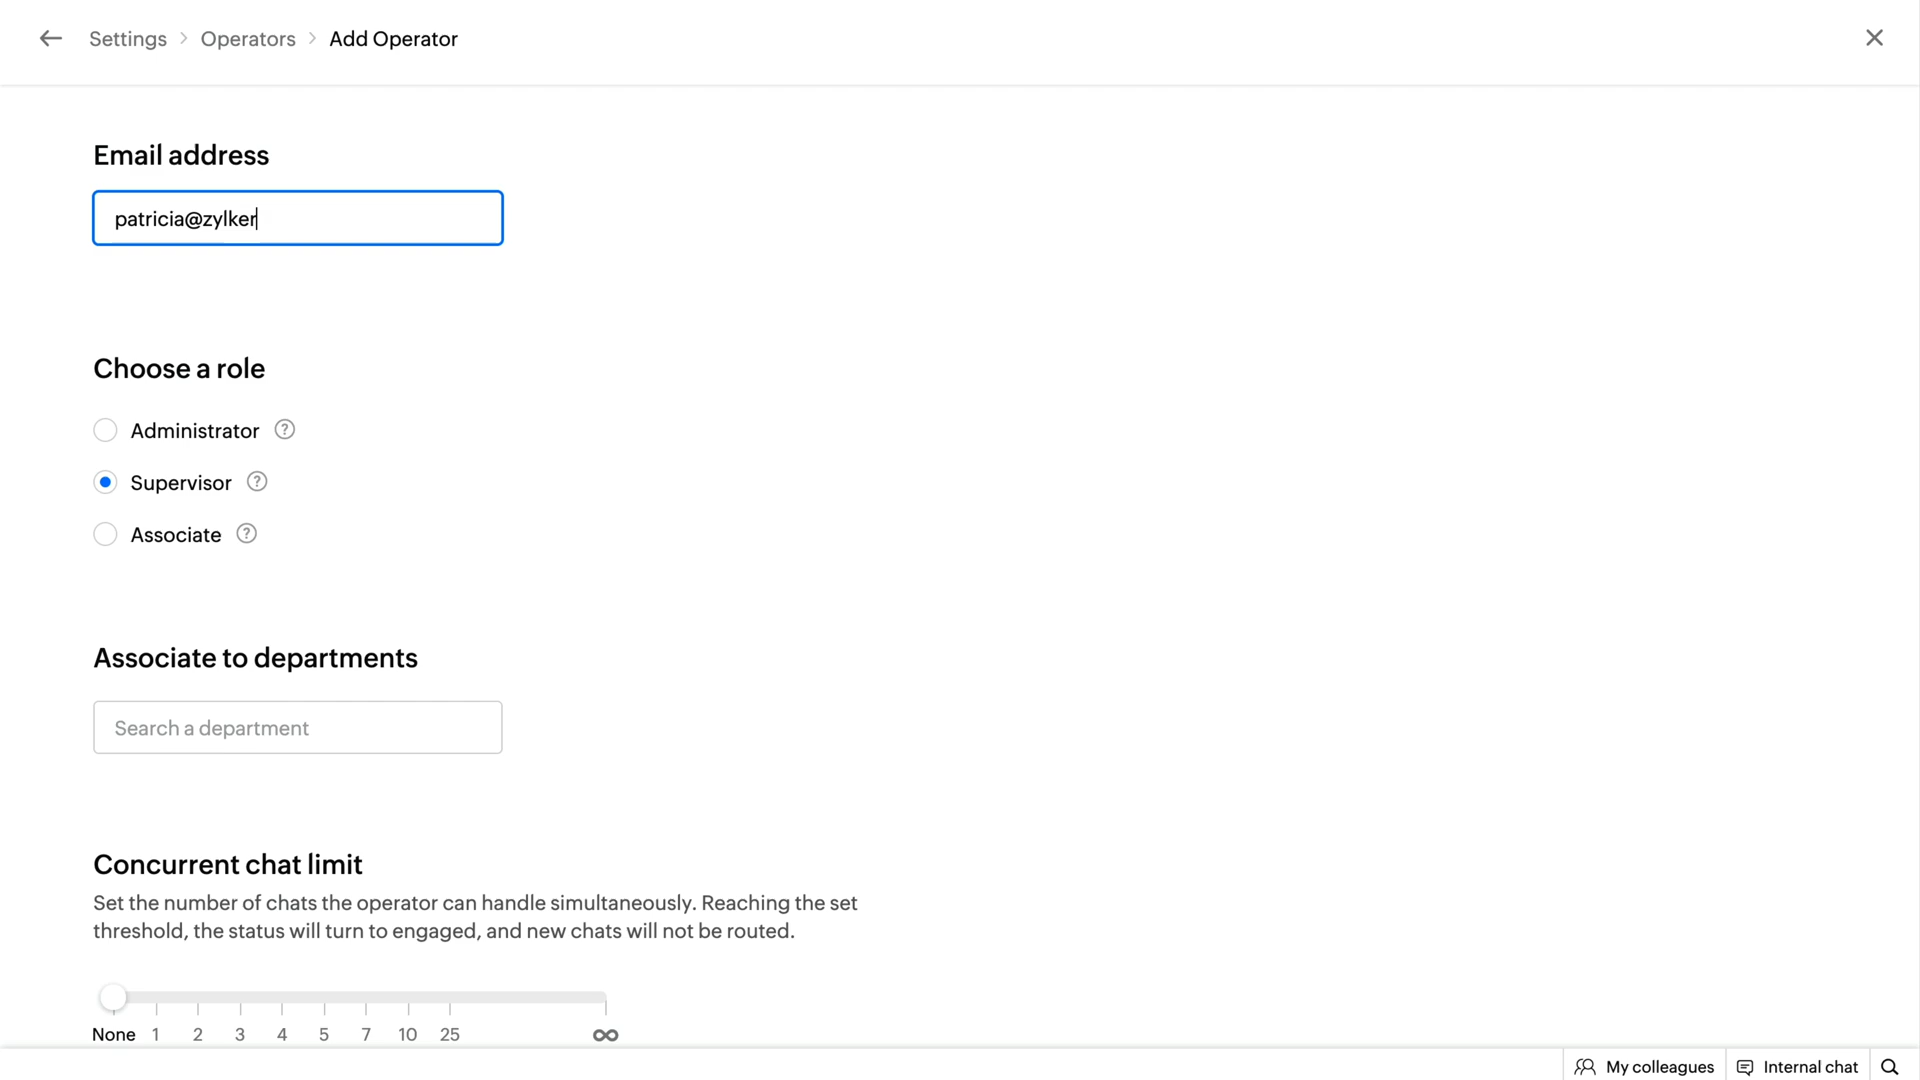 Settings > Operators > Add Operator
Email address
patricia@zylker
Choose a role
Administrator ?
Supervisor ?
Associate ?
Associate to departments
Search a department
Concurrent chat limit
Set the number of chats the operator can handle simultaneously. Reaching the set
threshold, the status will turn to engaged, and new chats will not be routed.
None 1 2 3 4 5 7 10 25 ∞
My colleagues Internal chat